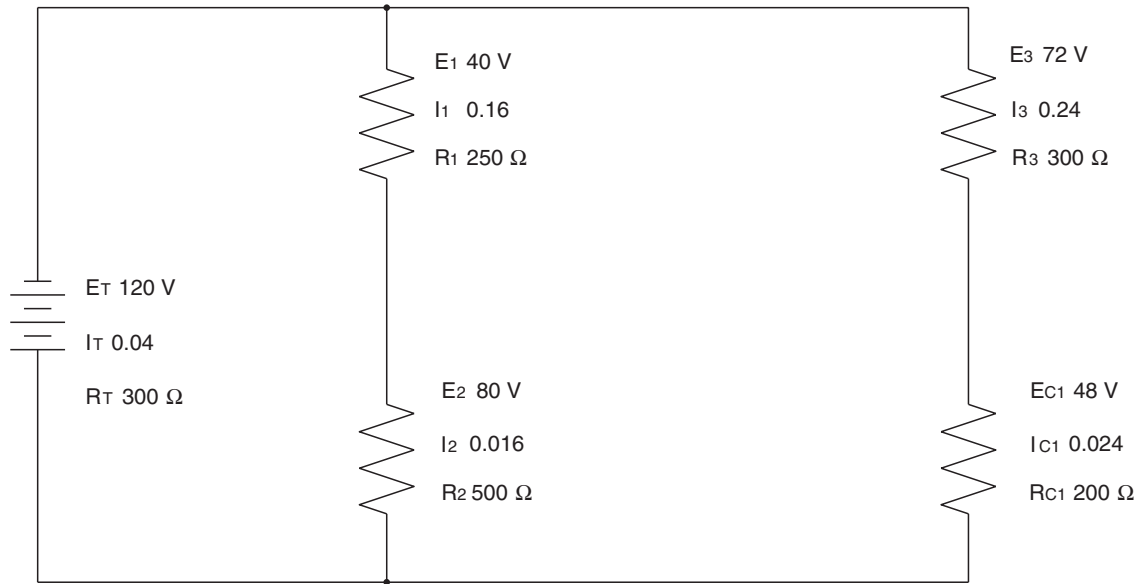 E1 40 V
I1 0.16
R1 250 Ω
E3 72 V
I3 0.24
R3 300 Ω
ET 120 V
IT 0.04
RT 300 Ω
E2 80 V
I2 0.016
R2 500 Ω
EC1 48 V
IC1 0.024
RC1 200 Ω